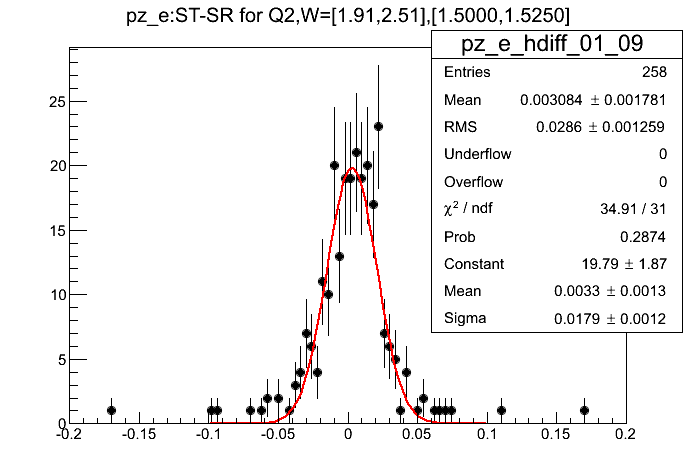 pz_e:ST-SR for Q2,W=[1.91,2.51],[1.5000,1.5250]
pz_e_hdiff_01_09
Entries 258
Mean 0.003084 ± 0.001781
RMS 0.0286 ± 0.001259
Underflow 0
Overflow 0
χ² / ndf 34.91 / 31
Prob 0.2874
Constant 19.79 ± 1.87
Mean 0.0033 ± 0.0013
Sigma 0.0179 ± 0.0012
25
20
15
10
5
0
-0.2 -0.15 -0.1 -0.05 0 0.05 0.1 0.15 0.2